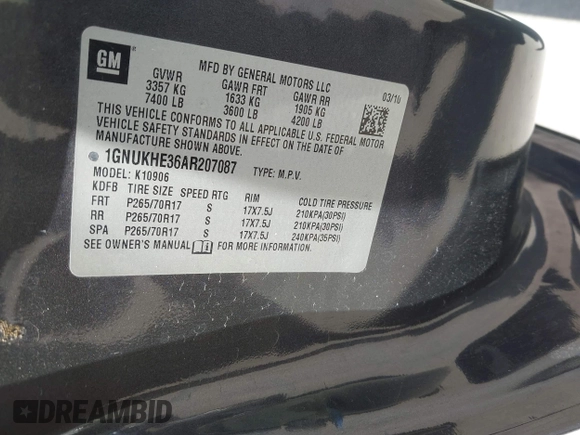 GM
MFD BY GENERAL MOTORS LLC
03/10
GVWR GAWR FRT GAWR RR
3357 KG 1633 KG 1905 KG
7400 LB 3600 LB 4200 LB
THIS VEHICLE CONFORMS TO ALL APPLICABLE U.S. FEDERAL MOTOR
VEHICLE SAFETY STANDARDS IN EFFECT ON THE DATE OF
MANUFACTURE SHOWN ABOVE.
1GNUKHE36AR207087 TYPE: M.P.V.
MODEL: K10906
KDFB TIRE SIZE SPEED RTG RIM COLD TIRE PRESSURE
FRT P265/70R17 S 17X7.5J 210KPA(30PSI)
RR P265/70R17 S 17X7.5J 210KPA(30PSI)
SPA P265/70R17 S 17X7.5J 240KPA(35PSI)
SEE OWNER'S MANUAL FOR MORE INFORMATION.
DREAMBID